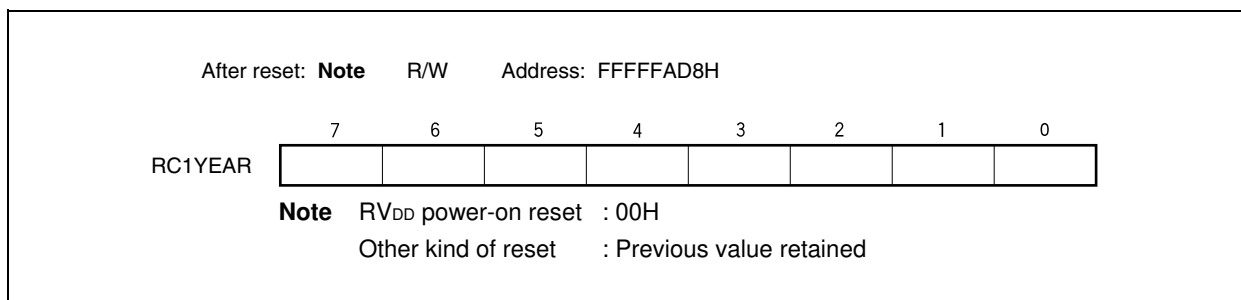 After reset: Note R/W Address: FFFFFAD8H
7 6 5 4 3 2 1 0
RC1YEAR
Note RVDD power-on reset : 00H
Other kind of reset : Previous value retained